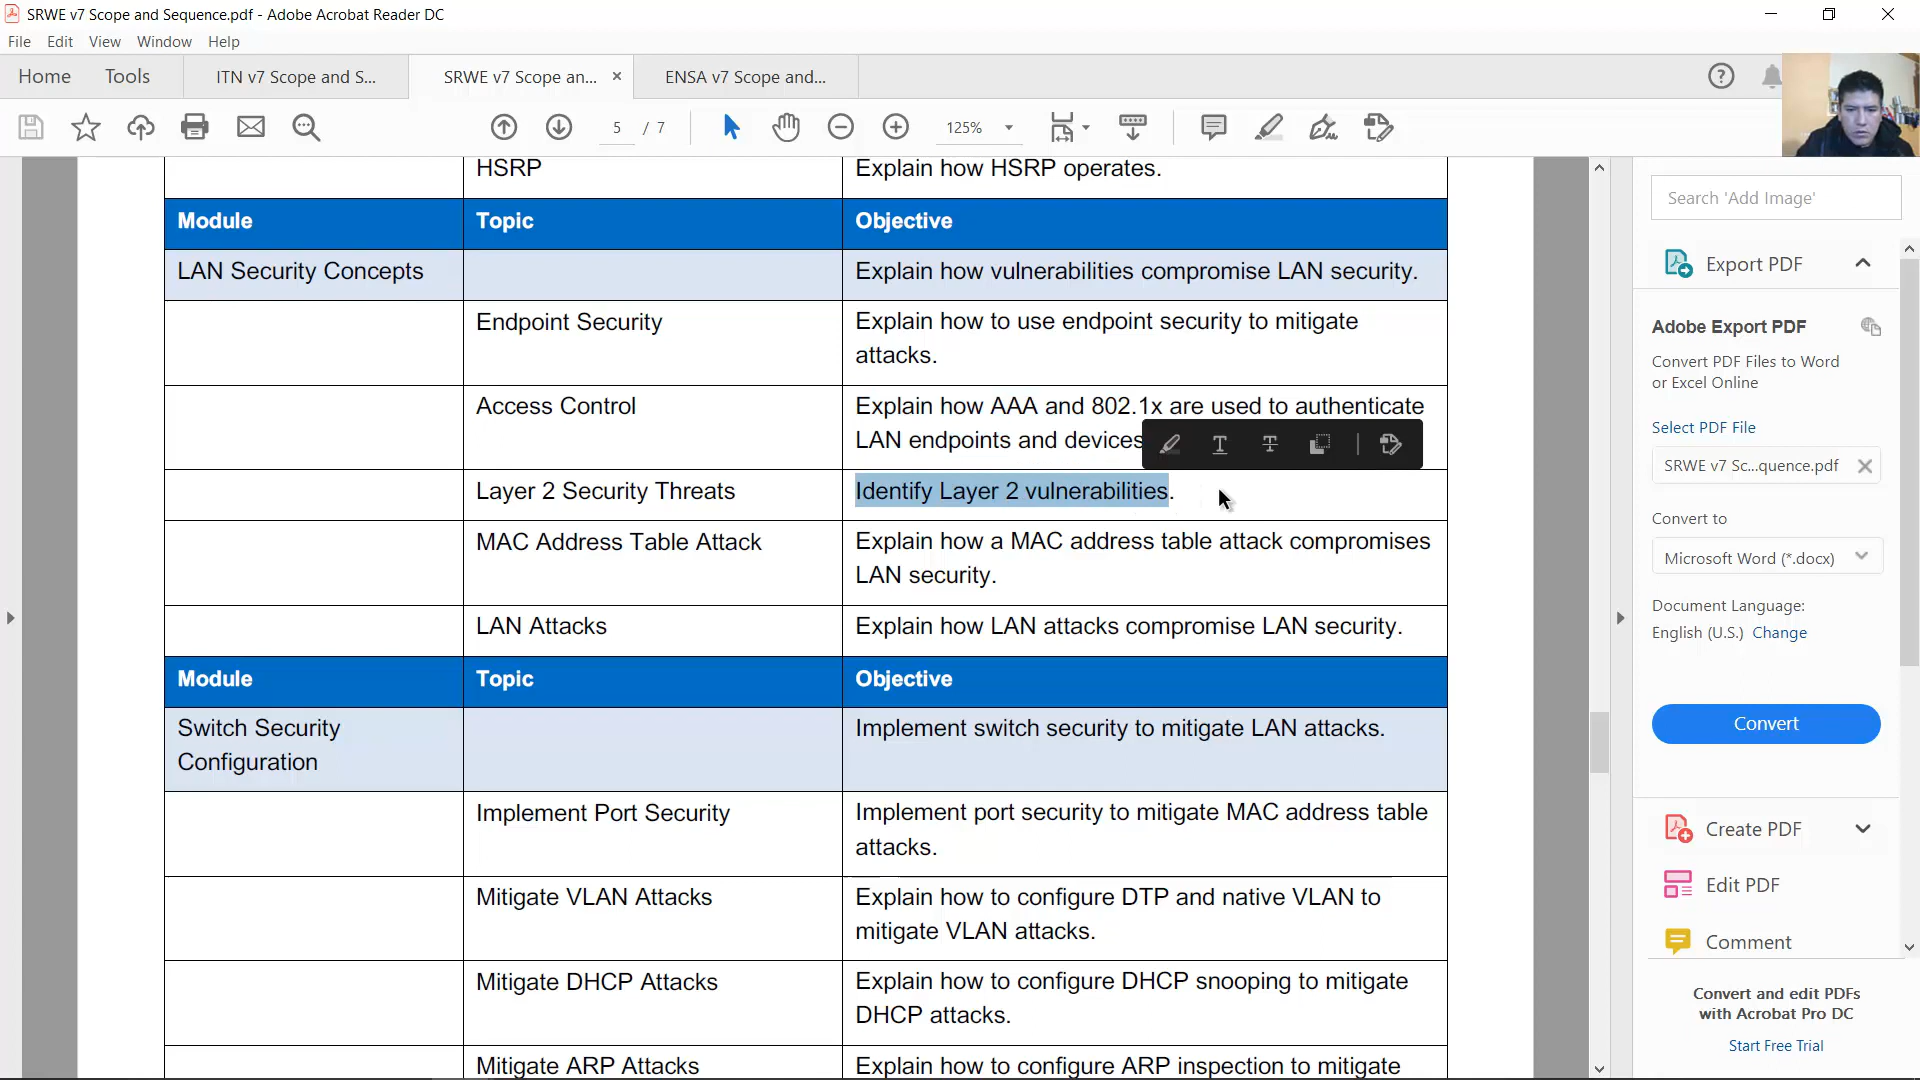 SRWE v7 Scope and Sequence.pdf - Adobe Acrobat Reader DC
File Edit View Window Help
Home Tools ITN v7 Scope and S... SRWE v7 Scope an... ENSA v7 Scope and...
5 / 7 125%
HSRP Explain how HSRP operates.
Module Topic Objective
LAN Security Concepts Explain how vulnerabilities compromise LAN security.
Endpoint Security Explain how to use endpoint security to mitigate
attacks.
Access Control Explain how AAA and 802.1x are used to authenticate
LAN endpoints and devices
Layer 2 Security Threats Identify Layer 2 vulnerabilities.
MAC Address Table Attack Explain how a MAC address table attack compromises
LAN security.
LAN Attacks Explain how LAN attacks compromise LAN security.
Module Topic Objective
Switch Security
Configuration
Implement switch security to mitigate LAN attacks.
Implement Port Security Implement port security to mitigate MAC address table
attacks.
Mitigate VLAN Attacks Explain how to configure DTP and native VLAN to
mitigate VLAN attacks.
Mitigate DHCP Attacks Explain how to configure DHCP snooping to mitigate
DHCP attacks.
Mitigate ARP Attacks Explain how to configure ARP inspection to mitigate
Search 'Add Image'
Export PDF
Adobe Export PDF
Convert PDF Files to Word
or Excel Online
Select PDF File
SRWE v7 Sc...quence.pdf
Convert to
Microsoft Word (*.docx)
Document Language:
English (U.S.) Change
Convert
Create PDF
Edit PDF
Comment
Convert and edit PDFs
with Acrobat Pro DC
Start Free Trial